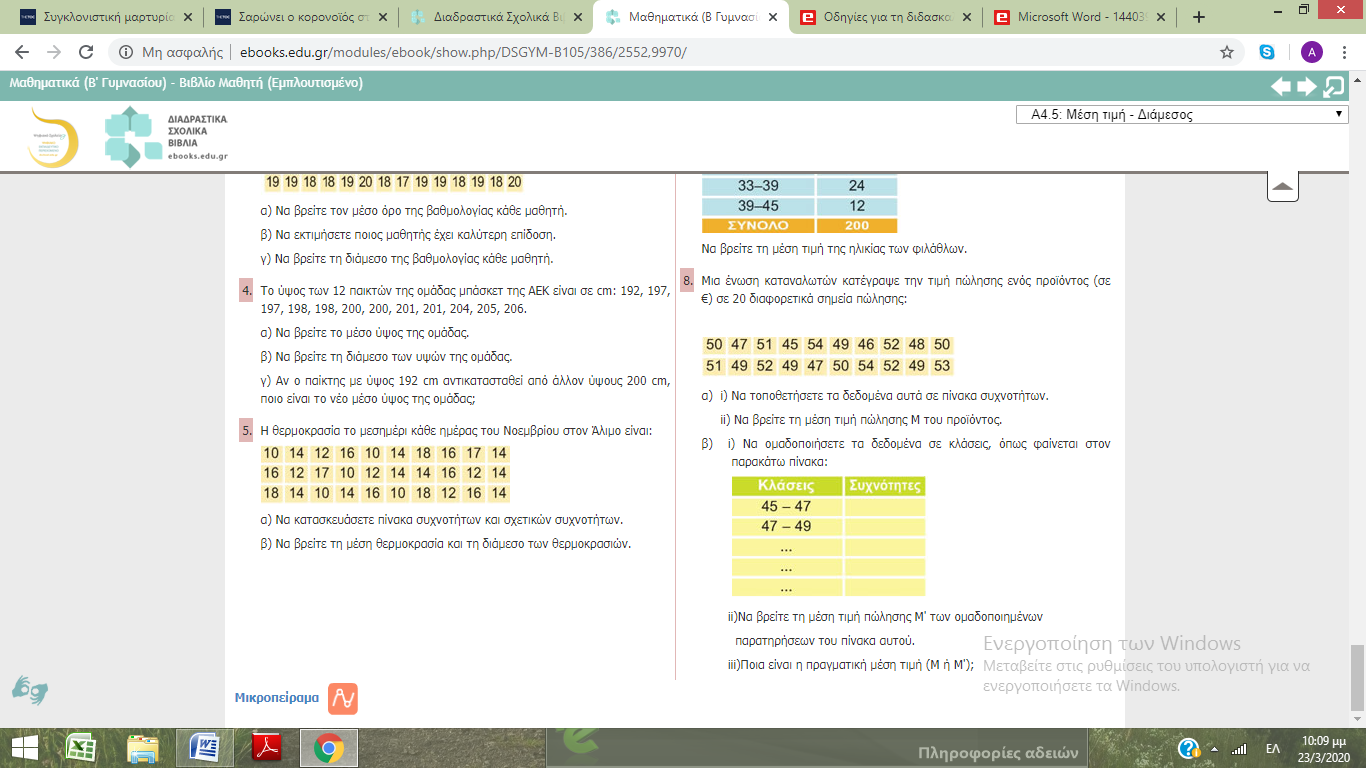 Συγκλονιστική μαρτυρία
Σαρώνει ο κορονοϊός στ
Διαδραστικά Σχολικά Βιβ
Μαθηματικά (Β Γυμνασί
Οδηγίες για τη διδασκαλ
Microsoft Word - 144039
Μη ασφαλής
ebooks.edu.gr/modules/ebook/show.php/DSGYM-B105/386/2552,9970/
A
Μαθηματικά (Β' Γυμνασίου) - Βιβλίο Μαθητή (Εμπλουτισμένο)
ΔΙΑΔΡΑΣΤΙΚΑ
ΣΧΟΛΙΚΑ
ΒΙΒΛΙΑ
ebooks.edu.gr
Α4.5: Μέση τιμή - Διάμεσος
19 19 18 18 19 20 18 17 19 19 18 19 18 20
α) Να βρείτε τον μέσο όρο της βαθμολογίας κάθε μαθητή.
β) Να εκτιμήσετε ποιος μαθητής έχει καλύτερη επίδοση.
γ) Να βρείτε τη διάμεσο της βαθμολογίας κάθε μαθητή.
4. Το ύψος των 12 παικτών της ομάδας μπάσκετ της ΑΕΚ είναι σε cm: 192, 197,
197, 198, 198, 200, 200, 201, 201, 204, 205, 206.
α) Να βρείτε το μέσο ύψος της ομάδας.
β) Να βρείτε τη διάμεσο των υψών της ομάδας.
γ) Αν ο παίκτης με ύψος 192 cm αντικατασταθεί από άλλον ύψους 200 cm,
ποιο είναι το νέο μέσο ύψος της ομάδας;
5. Η θερμοκρασία το μεσημέρι κάθε ημέρας του Νοεμβρίου στον Άλιμο είναι:
10 14 12 16 10 14 18 16 17 14
16 12 17 10 12 14 14 16 12 14
18 14 10 14 16 10 18 12 16 14
α) Να κατασκευάσετε πίνακα συχνοτήτων και σχετικών συχνοτήτων.
β) Να βρείτε τη μέση θερμοκρασία και τη διάμεσο των θερμοκρασιών.
Μικροπείραμα
33–39 24
39–45 12
ΣΥΝΟΛΟ 200
Να βρείτε τη μέση τιμή της ηλικίας των φιλάθλων.
8. Μια ένωση καταναλωτών κατέγραψε την τιμή πώλησης ενός προϊόντος (σε
€) σε 20 διαφορετικά σημεία πώλησης:
50 47 51 45 54 49 46 52 48 50
51 49 52 49 47 50 54 52 49 53
α) i) Να τοποθετήσετε τα δεδομένα αυτά σε πίνακα συχνοτήτων.
ii) Να βρείτε τη μέση τιμή πώλησης Μ του προϊόντος.
β) i) Να ομαδοποιήσετε τα δεδομένα σε κλάσεις, όπως φαίνεται στον
παρακάτω πίνακα:
Κλάσεις Συχνότητες
45 – 47
47 – 49
...
...
...
ii)Να βρείτε τη μέση τιμή πώλησης Μ' των ομαδοποιημένων
παρατηρήσεων του πίνακα αυτού.
iii)Ποια είναι η πραγματική μέση τιμή (Μ ή Μ');
Ενεργοποίηση των Windows
Μεταβείτε στις ρυθμίσεις του υπολογιστή για να
ενεργοποιήσετε τα Windows.
Πληροφορίες αδειών
ΕΛ
10:09 μμ
23/3/2020